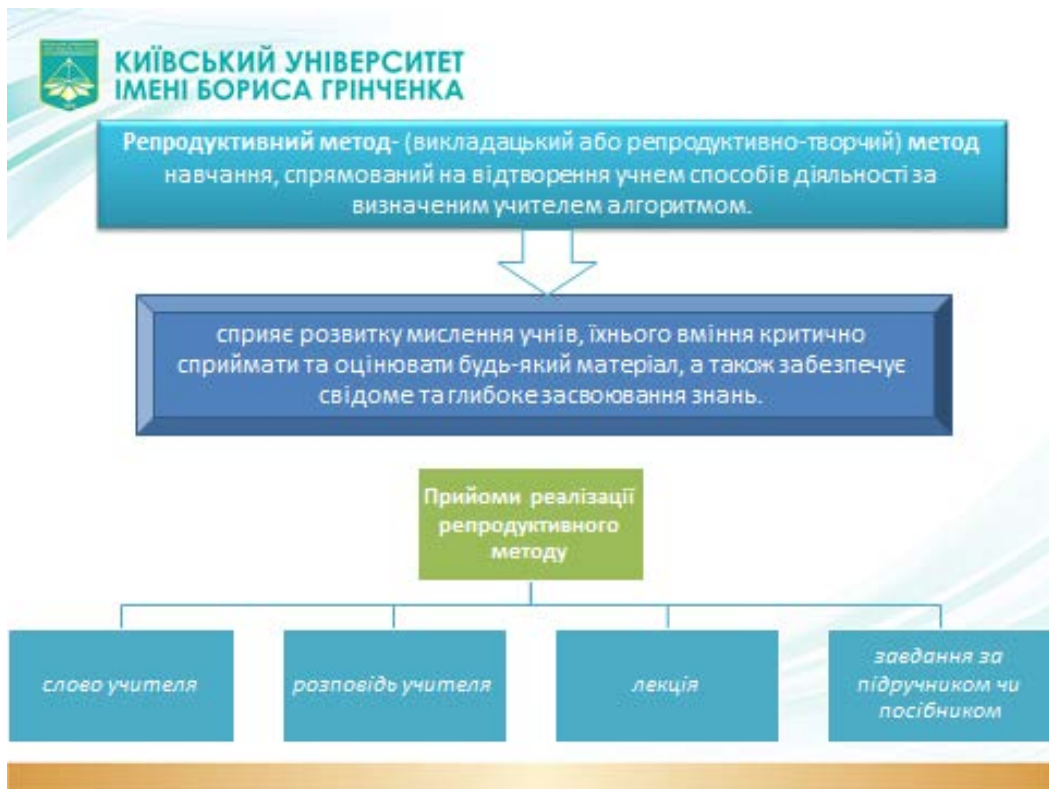 КИЇВСЬКИЙ УНІВЕРСИТЕТ
ІМЕНІ БОРИСА ГРІНЧЕНКА
Репродуктивний метод- (викладацький або репродуктивно-творчий) метод
навчання, спрямований на відтворення учнем способів діяльності за
визначеним учителем алгоритмом.
сприяє розвитку мислення учнів, їхнього вміння критично
сприймати та оцінювати будь-який матеріал, а також забезпечує
свідоме та глибоке засвоювання знань.
Прийоми реалізації
репродуктивного
методу
слово учителя
розповідь учителя
лекція
завдання за
підручником чи
посібником